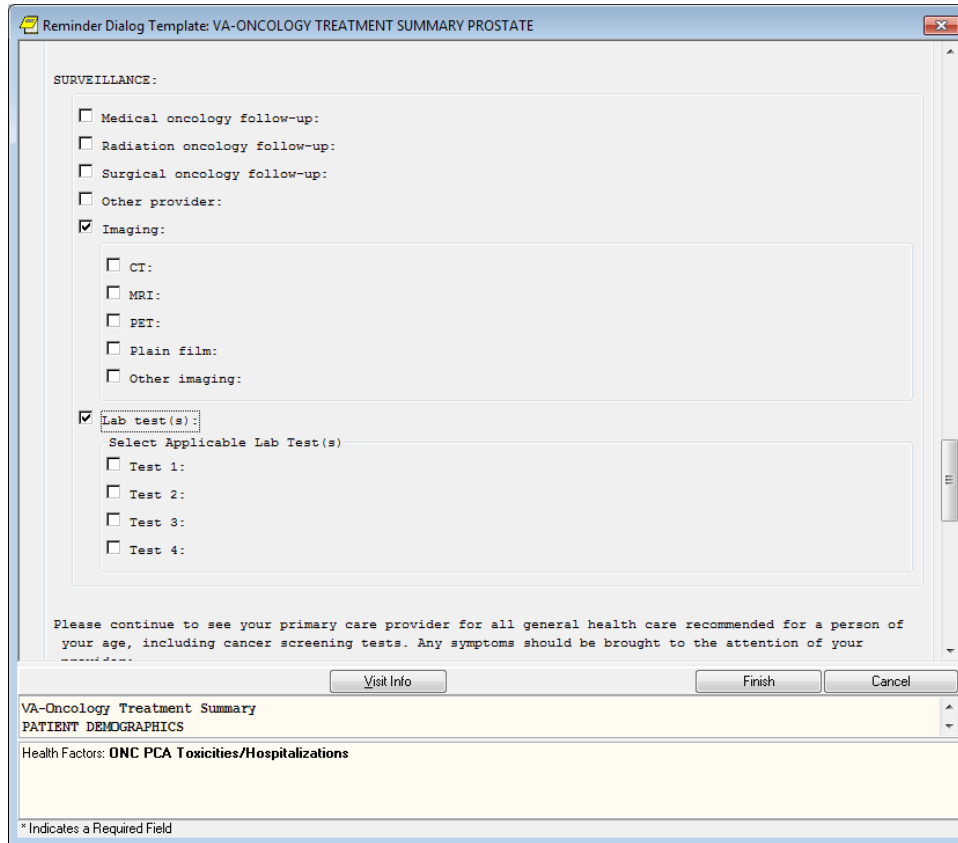 Reminder Dialog Template: VA-ONCOLOGY TREATMENT SUMMARY PROSTATE
SURVEILLANCE:
Medical oncology follow-up:
Radiation oncology follow-up:
Surgical oncology follow-up:
Other provider:
Imaging:
CT:
MRI:
PET:
Plain film:
Other imaging:
Lab test(s):
Select Applicable Lab Test(s)
Test 1:
Test 2:
Test 3:
Test 4:
Please continue to see your primary care provider for all general health care recommended for a person of
your age, including cancer screening tests. Any symptoms should be brought to the attention of your
Visit Info Finish Cancel
VA-Oncology Treatment Summary
PATIENT DEMOGRAPHICS
Health Factors: ONC PCA Toxicities/Hospitalizations
* Indicates a Required Field